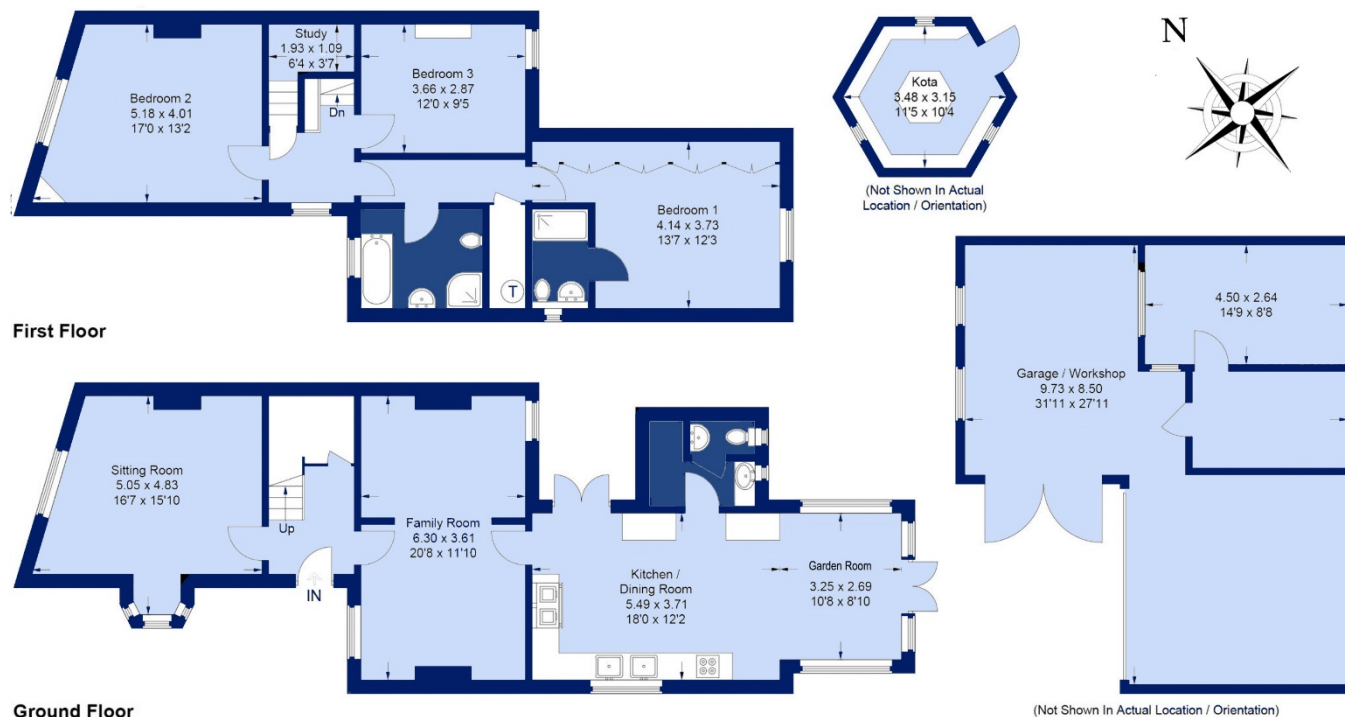 Study
1.93 x 1.09
6'4 x 3'7
Bedroom 2
5.18 x 4.01
17'0 x 13'2
Dn
Bedroom 3
3.66 x 2.87
12'0 x 9'5
Bedroom 1
4.14 x 3.73
13'7 x 12'3
T
First Floor
Kota
3.48 x 3.15
11'5 x 10'4
(Not Shown In Actual
Location / Orientation)
N
Sitting Room
5.05 x 4.83
16'7 x 15'10
Up
IN
Family Room
6.30 x 3.61
20'8 x 11'10
Kitchen /
Dining Room
5.49 x 3.71
18'0 x 12'2
Garden Room
3.25 x 2.69
10'8 x 8'10
Ground Floor
4.50 x 2.64
14'9 x 8'8
Garage / Workshop
9.73 x 8.50
31'11 x 27'11
(Not Shown In Actual Location / Orientation)